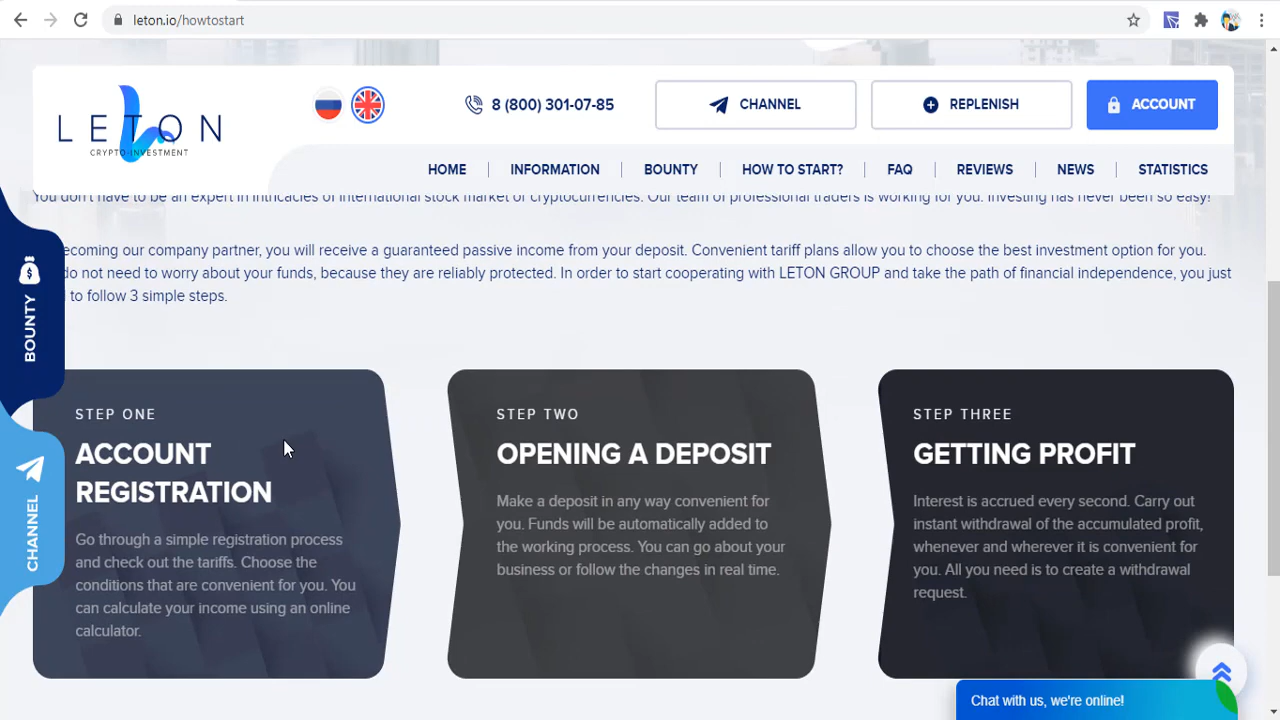 leton.io/howtostart
LETON
CRYPTO-INVESTMENT
8 (800) 301-07-85
CHANNEL
REPLENISH
ACCOUNT
HOME
INFORMATION
BOUNTY
HOW TO START?
FAQ
REVIEWS
NEWS
STATISTICS
You don't have to be an expert in intricacies of international stock market or cryptocurrencies. Our team of professional traders is working for you. Investing has never been so easy!
ecoming our company partner, you will receive a guaranteed passive income from your deposit. Convenient tariff plans allow you to choose the best investment option for you.
do not need to worry about your funds, because they are reliably protected. In order to start cooperating with LETON GROUP and take the path of financial independence, you just
to follow 3 simple steps.
BOUNTY
CHANNEL
STEP ONE
ACCOUNT
REGISTRATION
Go through a simple registration process
and check out the tariffs. Choose the
conditions that are convenient for you. You
can calculate your income using an online
calculator.
STEP TWO
OPENING A DEPOSIT
Make a deposit in any way convenient for
you. Funds will be automatically added to
the working process. You can go about your
business or follow the changes in real time.
STEP THREE
GETTING PROFIT
Interest is accrued every second. Carry out
instant withdrawal of the accumulated profit,
whenever and wherever it is convenient for
you. All you need is to create a withdrawal
request.
Chat with us, we're online!